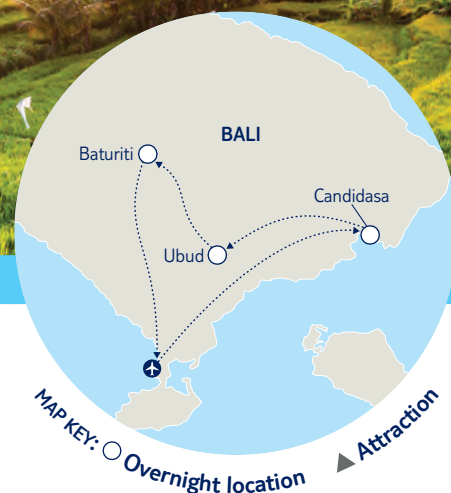 BALI
Baturiti
Candidasa
Ubud
MAP KEY: Overnight location Attraction